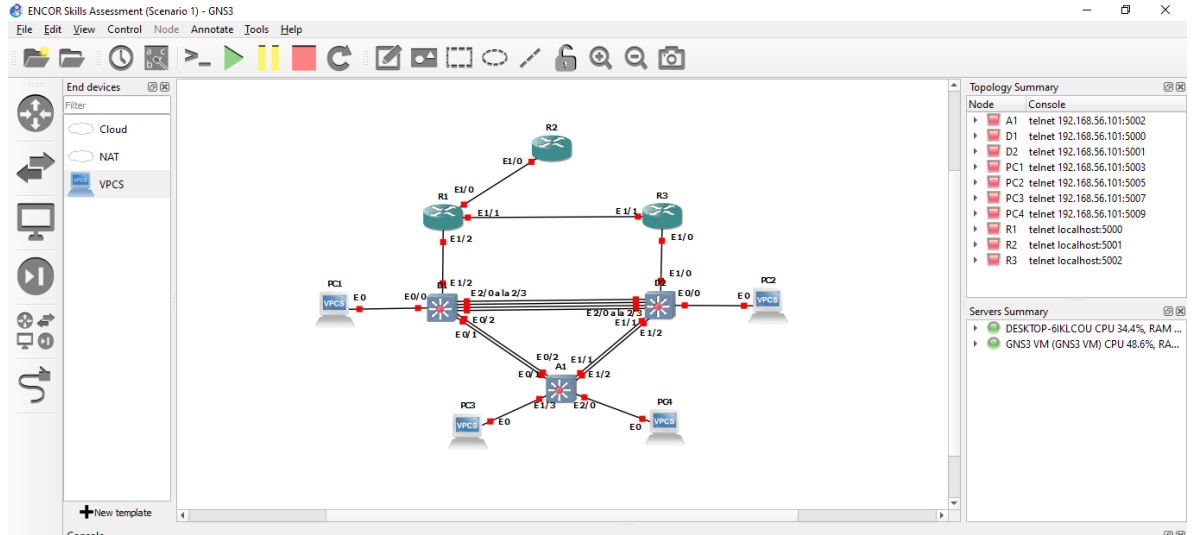 ENCOR Skills Assessment (Scenario 1) - GNS3
File Edit View Control Node Annotate Tools Help
End devices
Filter
Cloud
NAT
VPCS
New template
R2
E1/0
E1/0
R1
E1/1
E1/1
R3
E1/2
E1/0
E1/2
E1/0
PC1
VPCS
E0
E0/0
E2/0 a la 2/3
D2
E0/0
E0
PC2
VPCS
E2/0 a la 2/3
E0/2
E1/1
E0/1
E1/2
E0/2
E1/1
A1
E1/2
PC3
VPCS
E0
E1/3
E2/0
E0
PC4
VPCS
Topology Summary
Node Console
A1 telnet 192.168.56.101:5002
D1 telnet 192.168.56.101:5000
D2 telnet 192.168.56.101:5001
PC1 telnet 192.168.56.101:5003
PC2 telnet 192.168.56.101:5005
PC3 telnet 192.168.56.101:5007
PC4 telnet 192.168.56.101:5009
R1 telnet localhost:5000
R2 telnet localhost:5001
R3 telnet localhost:5002
Servers Summary
DESKTOP-6IKLCOU CPU 34.4%, RAM ...
GNS3 VM (GNS3 VM) CPU 48.6%, RA...
Console